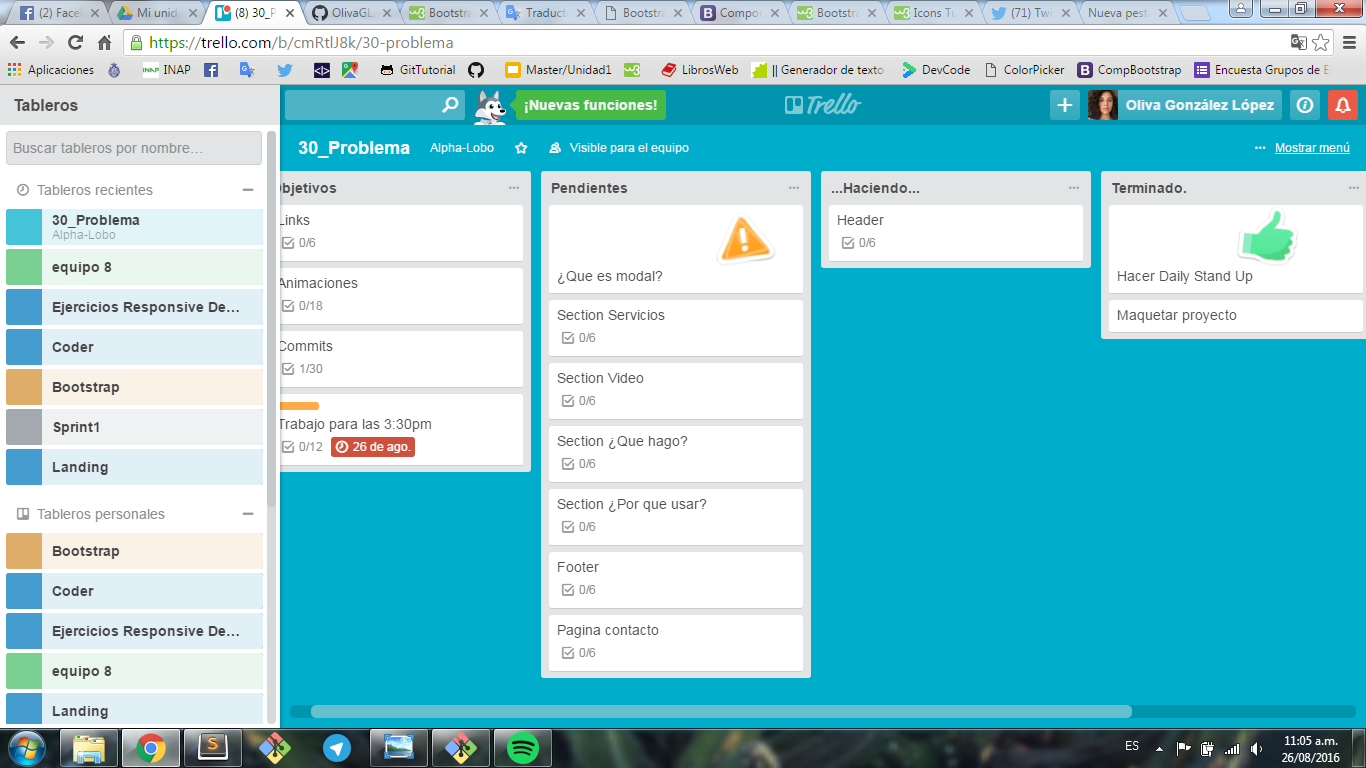 (2) Faceb
Mi unida
(8) 30_P
OlivaGL
Bootstra
Traducto
Bootstra
Compor
Bootstra
Icons Tu
(71) Twi
Nueva pest
https://trello.com/b/cmRtlJ8k/30-problema
Aplicaciones
INAP
INAP
GitTutorial
Master/Unidad1
LibrosWeb
|| Generador de texto
DevCode
ColorPicker
CompBootstrap
Encuesta Grupos de E
Tableros
¡Nuevas funciones!
Trello
Oliva González López
Buscar tableros por nombre...
Tableros recientes
30_Problema
Alpha-Lobo
equipo 8
Ejercicios Responsive De...
Coder
Bootstrap
Sprint1
Landing
Tableros personales
Bootstrap
Coder
Ejercicios Responsive De...
equipo 8
Landing
30_Problema
Alpha-Lobo
Visible para el equipo
Mostrar menú
Objetivos
Links
0/6
Animaciones
0/18
Commits
1/30
Trabajo para las 3:30pm
0/12
26 de ago.
Pendientes
¿Que es modal?
Section Servicios
0/6
Section Video
0/6
Section ¿Que hago?
0/6
Section ¿Por que usar?
0/6
Footer
0/6
Pagina contacto
0/6
...Haciendo...
Header
0/6
Terminado.
Hacer Daily Stand Up
Maquetar proyecto
ES
11:05 a.m.
26/08/2016